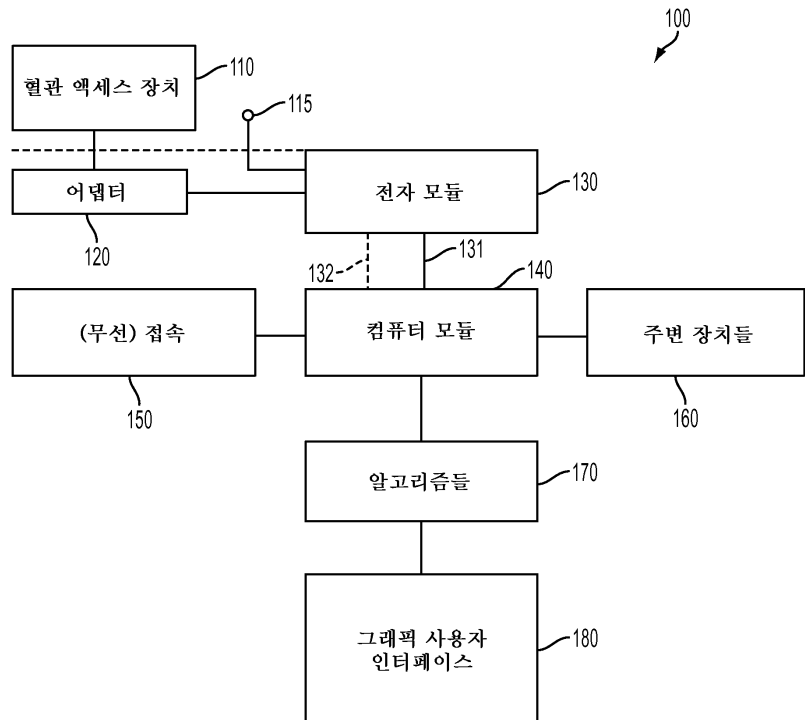 100
혈관 액세스 장치
110
115
어댑터
120
전자 모듈
130
131
132
140
(무선) 접속
150
컴퓨터 모듈
주변 장치들
160
알고리즘들
170
그래픽 사용자
인터페이스
180